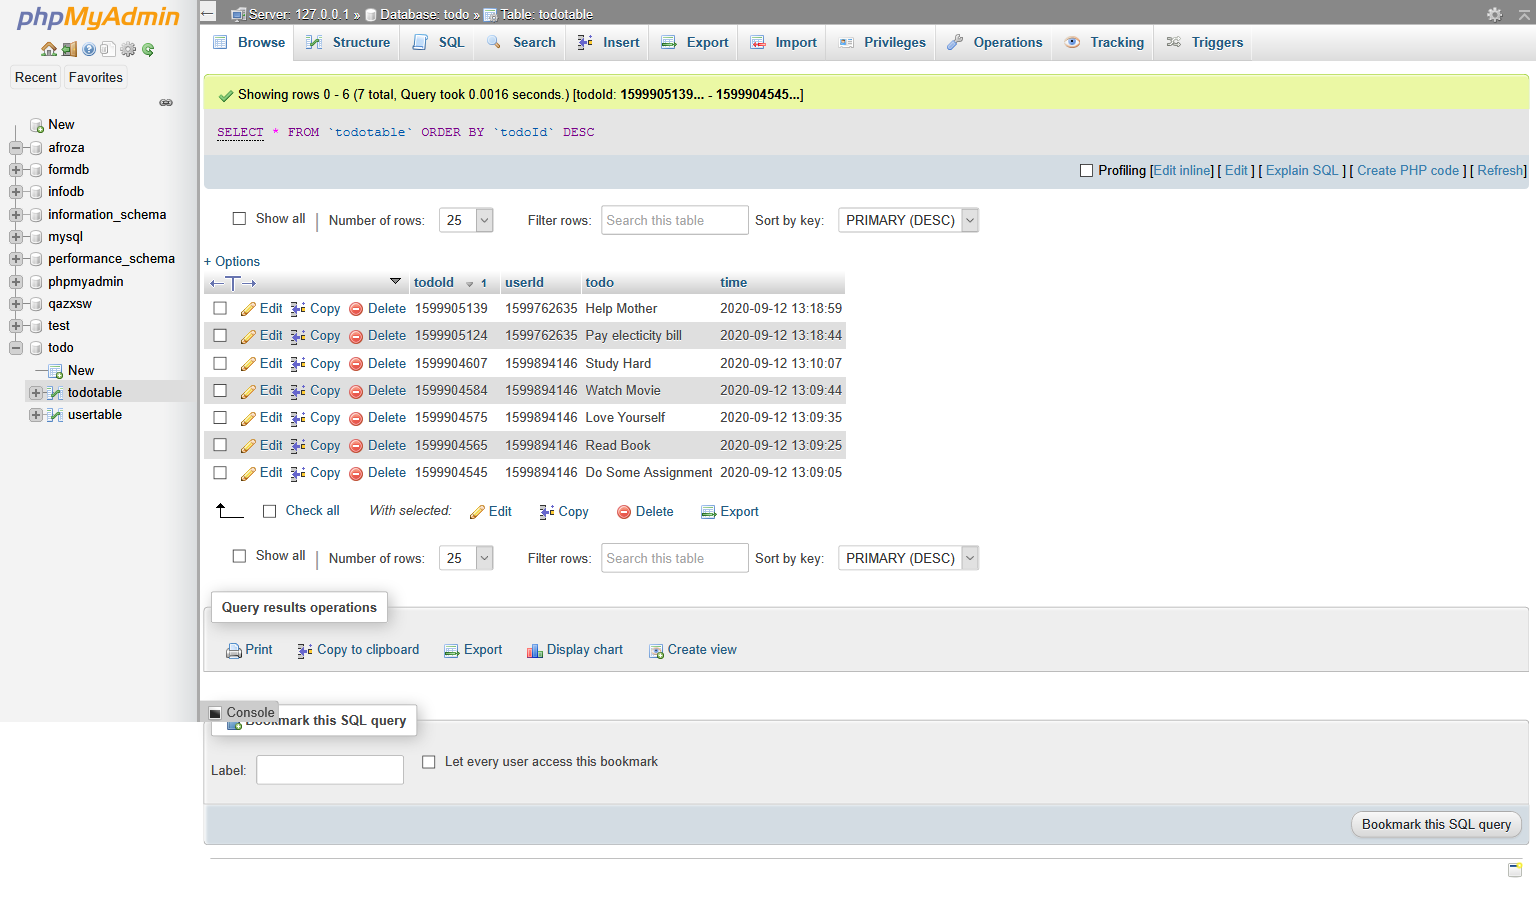 phpMyAdmin
Recent Favorites
New
afroza
formdb
infodb
information_schema
mysql
performance_schema
phpmyadmin
qazxsw
test
todo
New
todotable
usertable
Server: 127.0.0.1 » Database: todo » Table: todotable
Browse Structure SQL Search Insert Export Import Privileges Operations Tracking Triggers
Showing rows 0 - 6 (7 total, Query took 0.0016 seconds.) [todoId: 1599905139... - 1599904545...]
SELECT * FROM `todotable` ORDER BY `todoId` DESC
Profiling [Edit inline] [ Edit ] [ Explain SQL ] [ Create PHP code ] [ Refresh]
Show all | Number of rows: 25 Filter rows: Search this table Sort by key: PRIMARY (DESC)
+ Options
←T→ todoId 1 userId todo time
Edit Copy Delete 1599905139 1599762635 Help Mother 2020-09-12 13:18:59
Edit Copy Delete 1599905124 1599762635 Pay electicity bill 2020-09-12 13:18:44
Edit Copy Delete 1599904607 1599894146 Study Hard 2020-09-12 13:10:07
Edit Copy Delete 1599904584 1599894146 Watch Movie 2020-09-12 13:09:44
Edit Copy Delete 1599904575 1599894146 Love Yourself 2020-09-12 13:09:35
Edit Copy Delete 1599904565 1599894146 Read Book 2020-09-12 13:09:25
Edit Copy Delete 1599904545 1599894146 Do Some Assignment 2020-09-12 13:09:05
Check all With selected: Edit Copy Delete Export
Show all | Number of rows: 25 Filter rows: Search this table Sort by key: PRIMARY (DESC)
Query results operations
Print Copy to clipboard Export Display chart Create view
Console
Bookmark this SQL query
Label: Let every user access this bookmark
Bookmark this SQL query